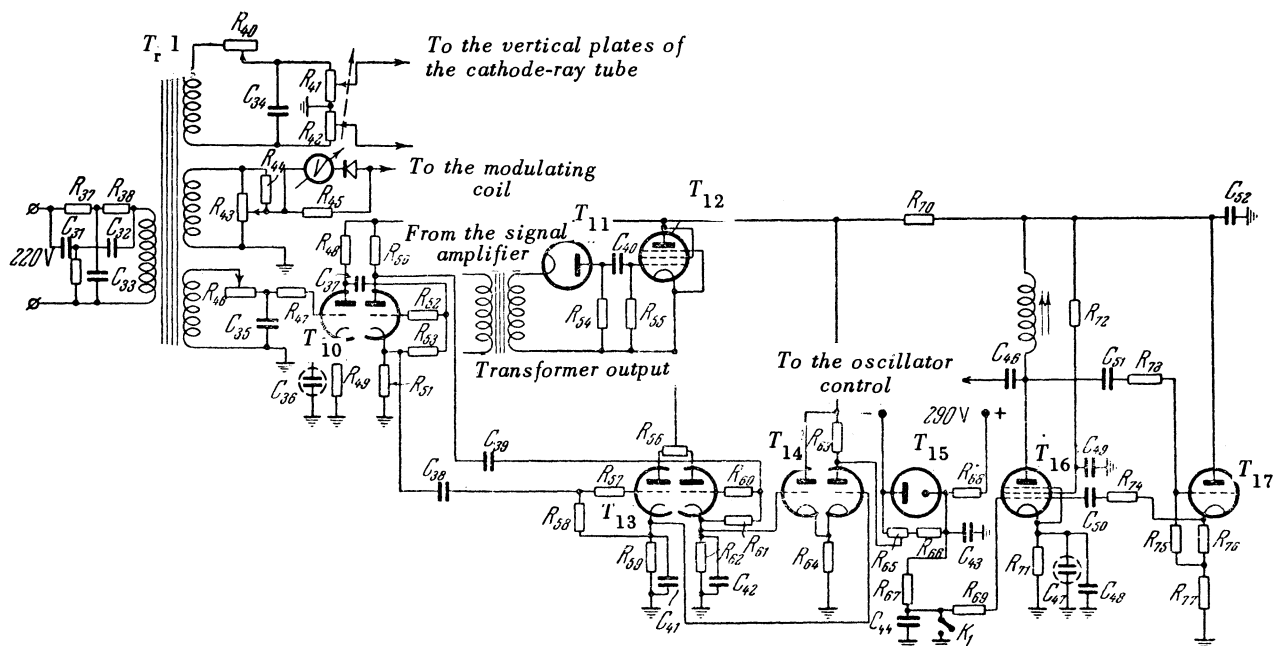 R40
Tr 1
To the vertical plates of
the cathode-ray tube
R41
C34
R42
R44
V
To the modulating
coil
R37
R38
R43
R45
T12
T11
C52
R70
C31
C32
220V
C33
R48
R50
From the signal
amplifier
C40
C37
R46
R47
R52
R54
R55
R72
C35
R53
T10
To the oscillator
control
C46
C51
R78
C36
R49
R51
Transformer output
R56
R63
290V
+
C39
T14
T15
T16
C49
T17
C38
R57
R60
R68
R74
T13
C50
R58
R61
R75
R76
R59
R62
R64
R65
R66
C43
R71
C42
R67
R69
C47
C48
R77
C41
C44
K1